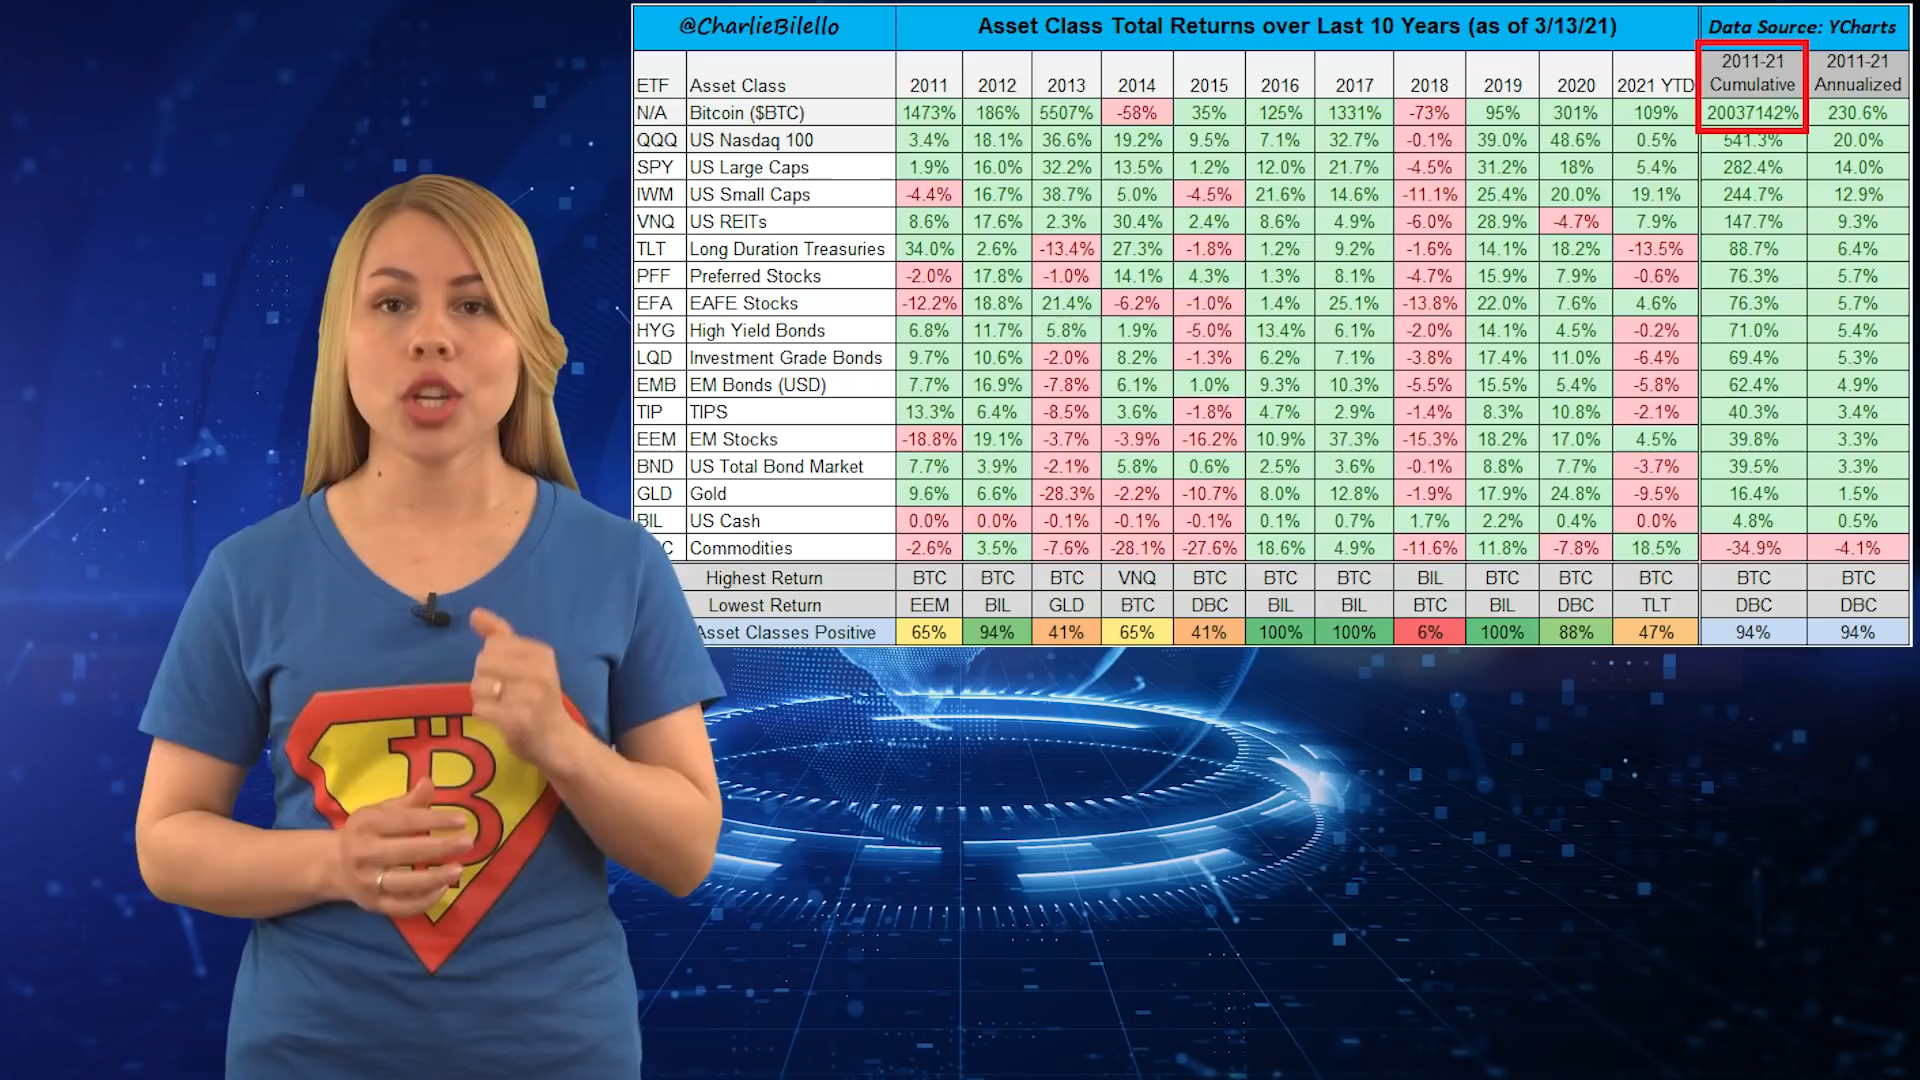 @CharlieBilello Asset Class Total Returns over Last 10 Years (as of 3/13/21) Data Source: YCharts
2011-21 2011-21
ETF Asset Class 2011 2012 2013 2014 2015 2016 2017 2018 2019 2020 2021 YTD Cumulative Annualized
N/A Bitcoin ($BTC) 1473% 186% 5507% -58% 35% 125% 1331% -73% 95% 301% 109% 20037142% 230.6%
QQQ US Nasdaq 100 3.4% 18.1% 36.6% 19.2% 9.5% 7.1% 32.7% -0.1% 39.0% 48.6% 0.5% 541.3% 20.0%
SPY US Large Caps 1.9% 16.0% 32.2% 13.5% 1.2% 12.0% 21.7% -4.5% 31.2% 18% 5.4% 282.4% 14.0%
IWM US Small Caps -4.4% 16.7% 38.7% 5.0% -4.5% 21.6% 14.6% -11.1% 25.4% 20.0% 19.1% 244.7% 12.9%
VNQ US REITs 8.6% 17.6% 2.3% 30.4% 2.4% 8.6% 4.9% -6.0% 28.9% -4.7% 7.9% 147.7% 9.3%
TLT Long Duration Treasuries 34.0% 2.6% -13.4% 27.3% -1.8% 1.2% 9.2% -1.6% 14.1% 18.2% -13.5% 88.7% 6.4%
PFF Preferred Stocks -2.0% 17.8% -1.0% 14.1% 4.3% 1.3% 8.1% -4.7% 15.9% 7.9% -0.6% 76.3% 5.7%
EFA EAFE Stocks -12.2% 18.8% 21.4% -6.2% -1.0% 1.4% 25.1% -13.8% 22.0% 7.6% 4.6% 76.3% 5.7%
HYG High Yield Bonds 6.8% 11.7% 5.8% 1.9% -5.0% 13.4% 6.1% -2.0% 14.1% 4.5% -0.2% 71.0% 5.4%
LQD Investment Grade Bonds 9.7% 10.6% -2.0% 8.2% -1.3% 6.2% 7.1% -3.8% 17.4% 11.0% -6.4% 69.4% 5.3%
EMB EM Bonds (USD) 7.7% 16.9% -7.8% 6.1% 1.0% 9.3% 10.3% -5.5% 15.5% 5.4% -5.8% 62.4% 4.9%
TIP TIPS 13.3% 6.4% -8.5% 3.6% -1.8% 4.7% 2.9% -1.4% 8.3% 10.8% -2.1% 40.3% 3.4%
EEM EM Stocks -18.8% 19.1% -3.7% -3.9% -16.2% 10.9% 37.3% -15.3% 18.2% 17.0% 4.5% 39.8% 3.3%
BND US Total Bond Market 7.7% 3.9% -2.1% 5.8% 0.6% 2.5% 3.6% -0.1% 8.8% 7.7% -3.7% 39.5% 3.3%
GLD Gold 9.6% 6.6% -28.3% -2.2% -10.7% 8.0% 12.8% -1.9% 17.9% 24.8% -9.5% 16.4% 1.5%
BIL US Cash 0.0% 0.0% -0.1% -0.1% -0.1% 0.1% 0.7% 1.7% 2.2% 0.4% 0.0% 4.8% 0.5%
C Commodities -2.6% 3.5% -7.6% -28.1% -27.6% 18.6% 4.9% -11.6% 11.8% -7.8% 18.5% -34.9% -4.1%
Highest Return BTC BTC BTC VNQ BTC BTC BTC BIL BTC BTC BTC BTC BTC
Lowest Return EEM BIL GLD BTC DBC BIL BIL BTC BIL DBC TLT DBC DBC
Asset Classes Positive 65% 94% 41% 65% 41% 100% 100% 6% 100% 88% 47% 94% 94%
B